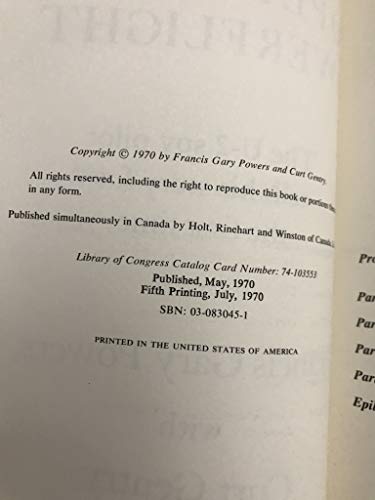 Copyright © 1970 by Francis Gary Powers and Curt Gentry.
All rights reserved, including the right to reproduce this book or portions
in any form.
Published simultaneously in Canada by Holt, Rinehart and Winston of Canada
Library of Congress Catalog Card Number: 74-103553
Published, May, 1970
Fifth Printing, July, 1970
SBN: 03-083045-1
PRINTED IN THE UNITED STATES OF AMERICA
Pro
Par
Par
Par
Par
Epil